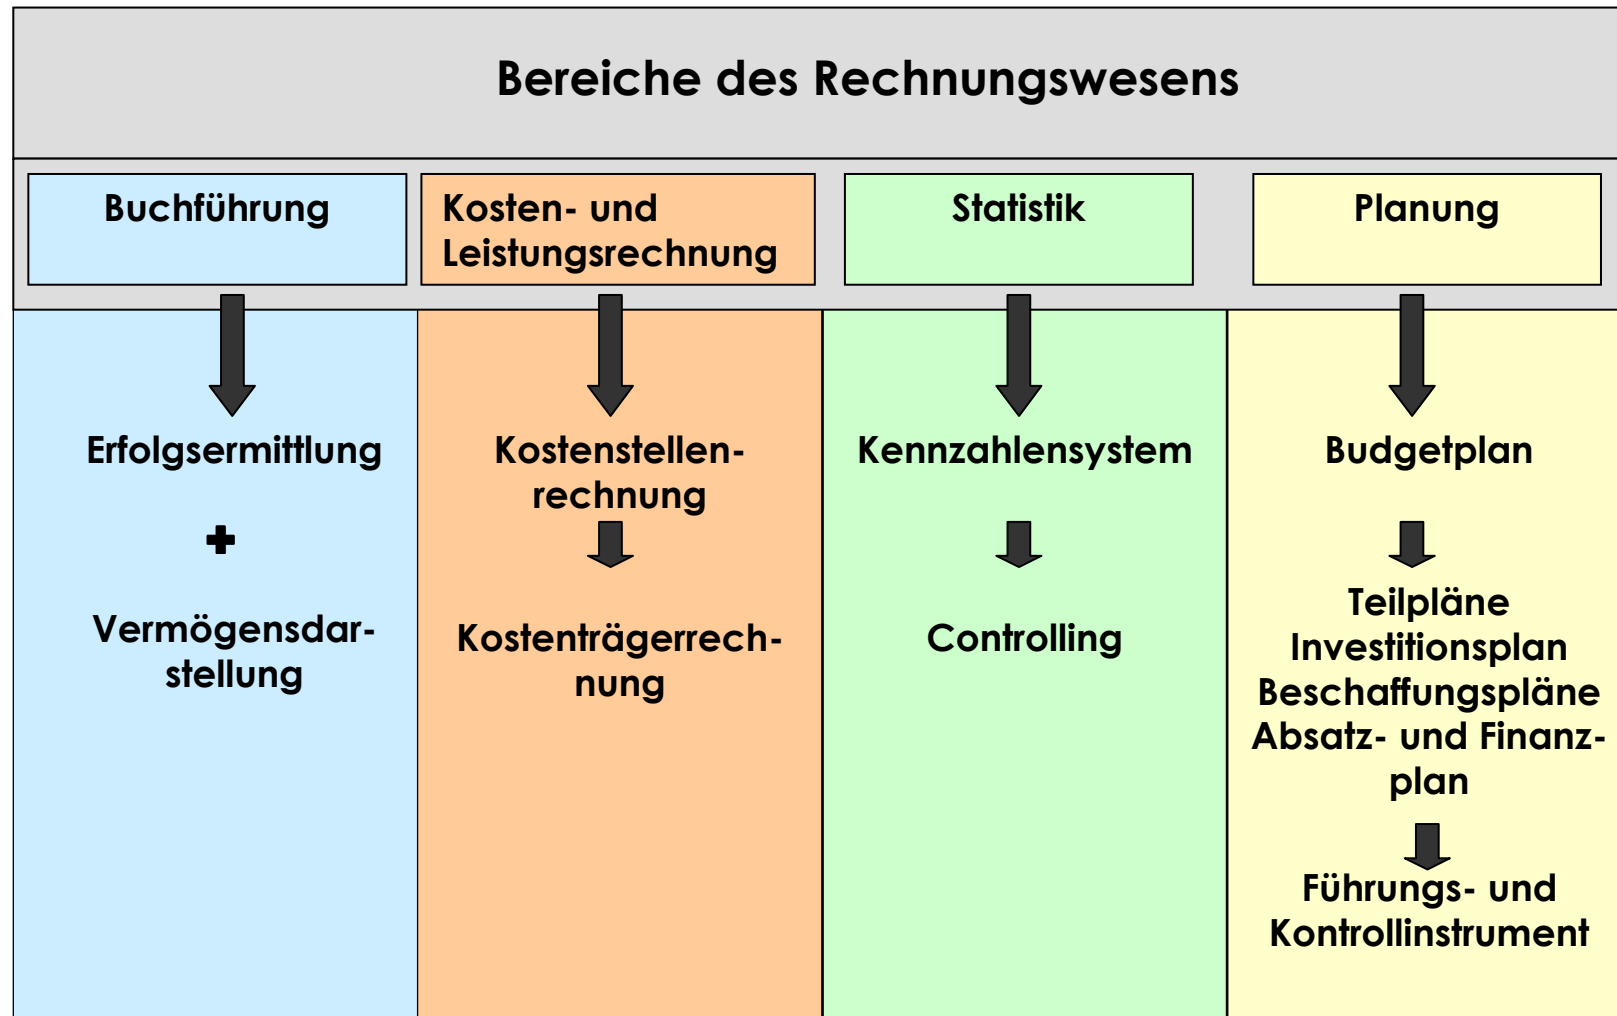 Bereiche des Rechnungswesens
Buchführung
Kosten- und
Leistungsrechnung
Statistik
Planung
Erfolgsermittlung
+
Vermögensdar-
stellung
Kostenstellen-
rechnung
Kostenträgerrech-
nung
Kennzahlensystem
Controlling
Budgetplan
Teilpläne
Investitionsplan
Beschaffungspläne
Absatz- und Finanz-
plan
Führungs- und
Kontrollinstrument